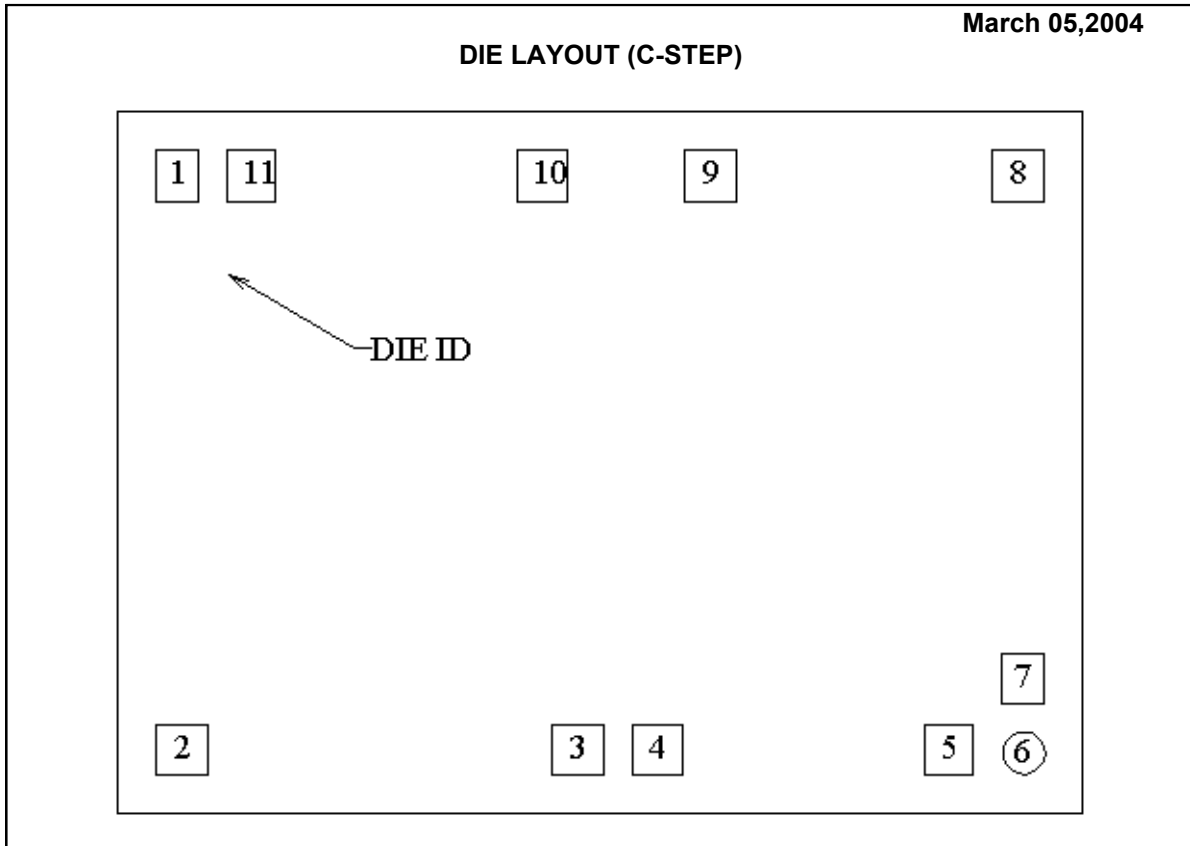 March 05,2004
DIE LAYOUT (C-STEP)
1 11 10 9 8
DIE ID
7
2 3 4 5 6